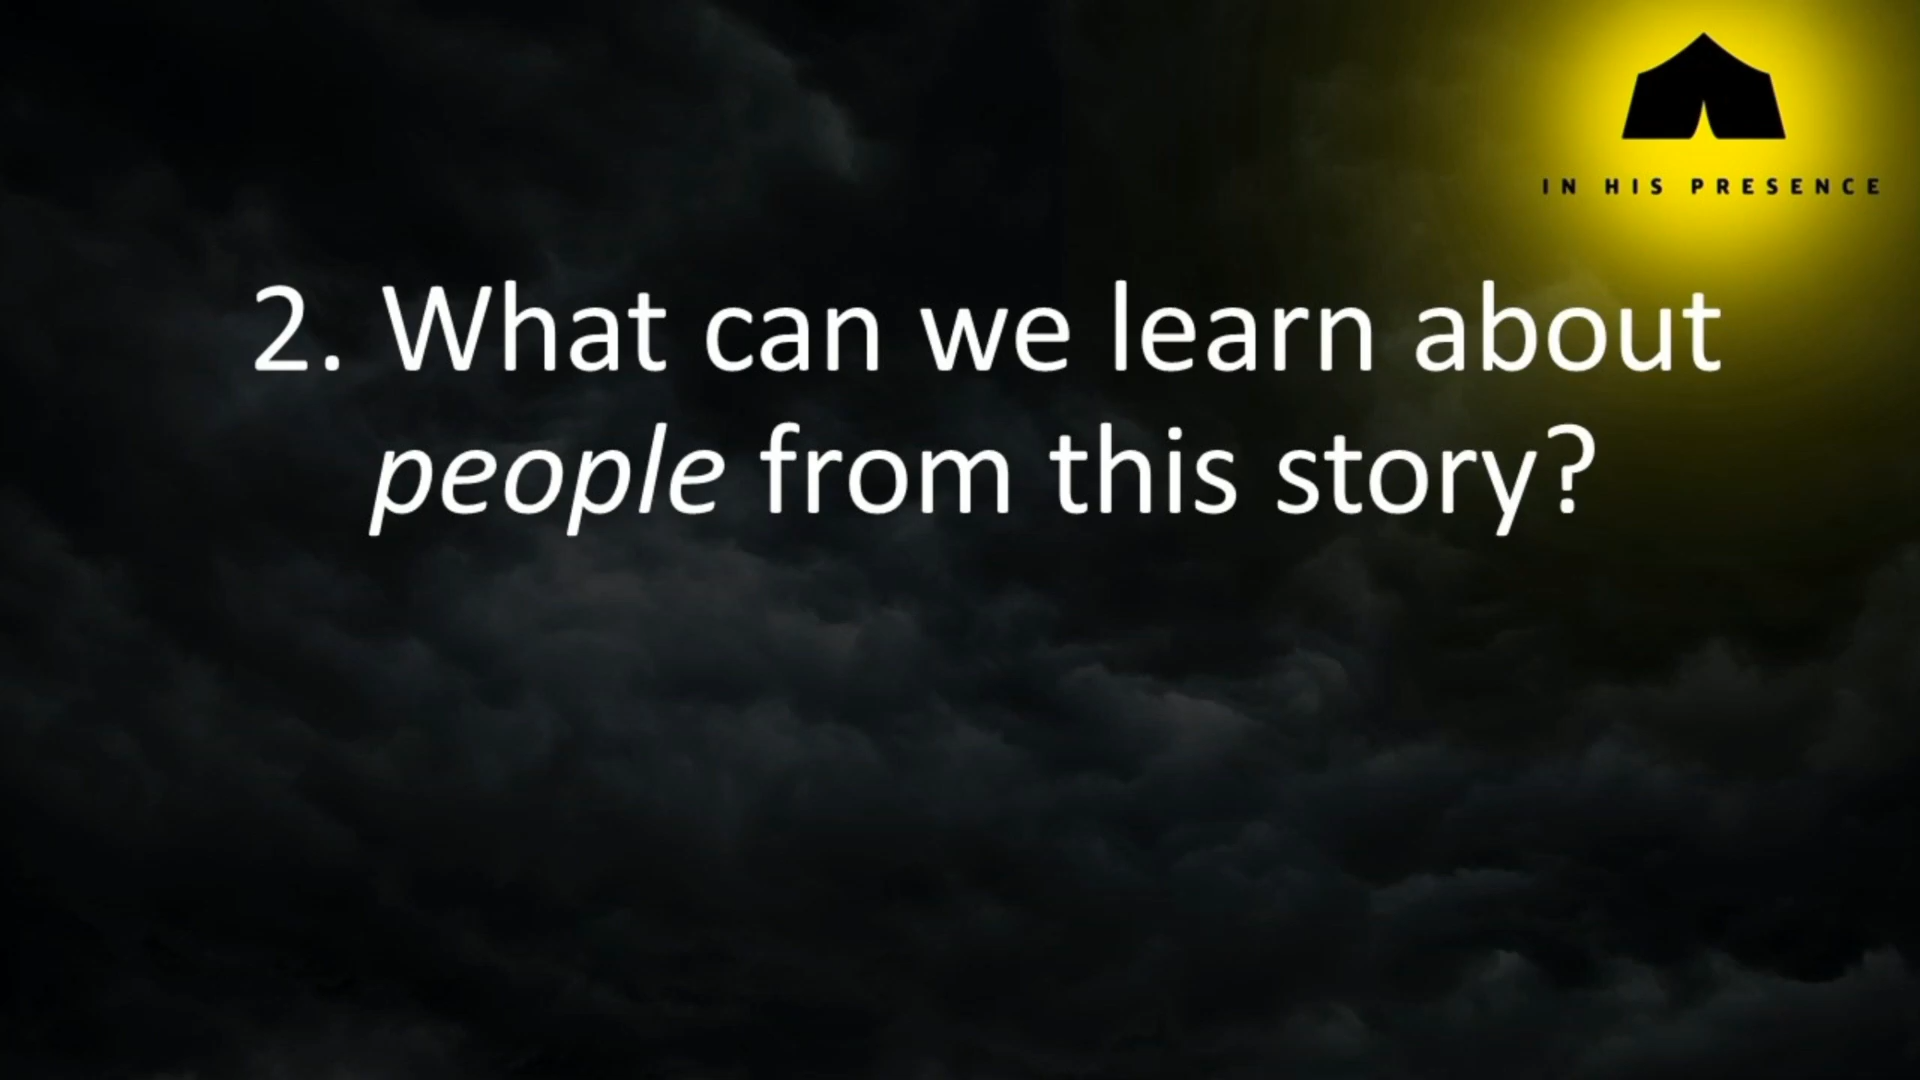 IN HIS PRESENCE
2. What can we learn about
people from this story?